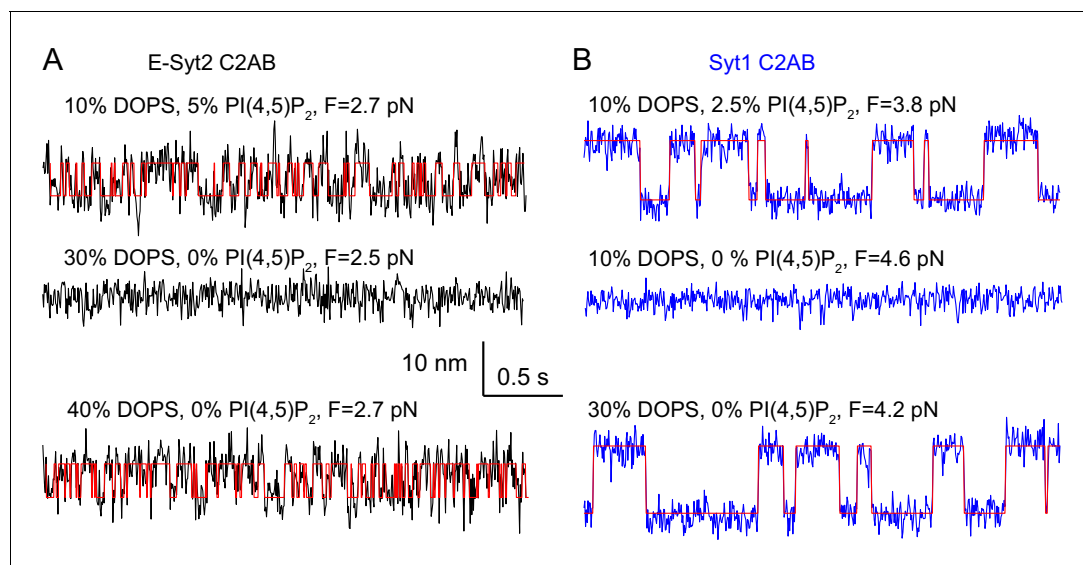 A
E-Syt2 C2AB
10% DOPS, 5% PI(4,5)P₂, F=2.7 pN
30% DOPS, 0% PI(4,5)P₂, F=2.5 pN
10 nm
0.5 s
40% DOPS, 0% PI(4,5)P₂, F=2.7 pN
B
Syt1 C2AB
10% DOPS, 2.5% PI(4,5)P₂, F=3.8 pN
10% DOPS, 0 % PI(4,5)P₂, F=4.6 pN
30% DOPS, 0% PI(4,5)P₂, F=4.2 pN